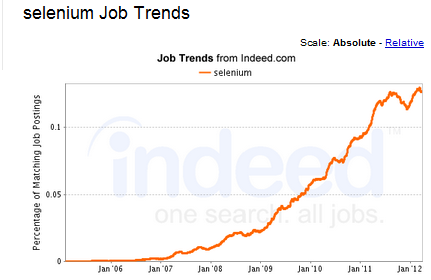 selenium Job Trends
Scale: Absolute - Relative
Job Trends from Indeed.com
selenium
Percentage of Matching Job Postings
0.1
0.05
0
indeed™
one search. all jobs.
Jan '06 Jan '07 Jan '08 Jan '09 Jan '10 Jan '11 Jan '12